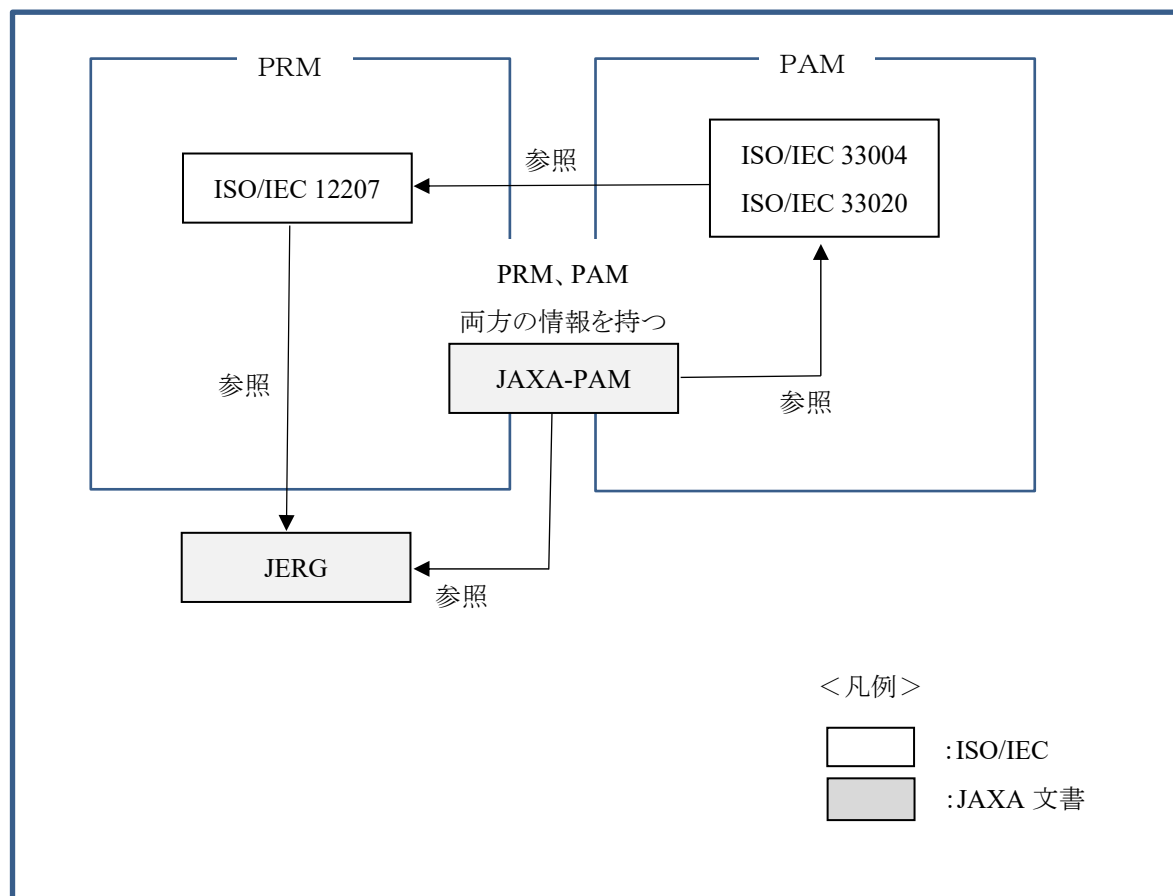 PRM
PAM
ISO/IEC 12207
参照
ISO/IEC 33004
ISO/IEC 33020
PRM、PAM
両方の情報を持つ
JAXA-PAM
参照
参照
JERG
参照
<凡例>
:ISO/IEC
:JAXA 文書